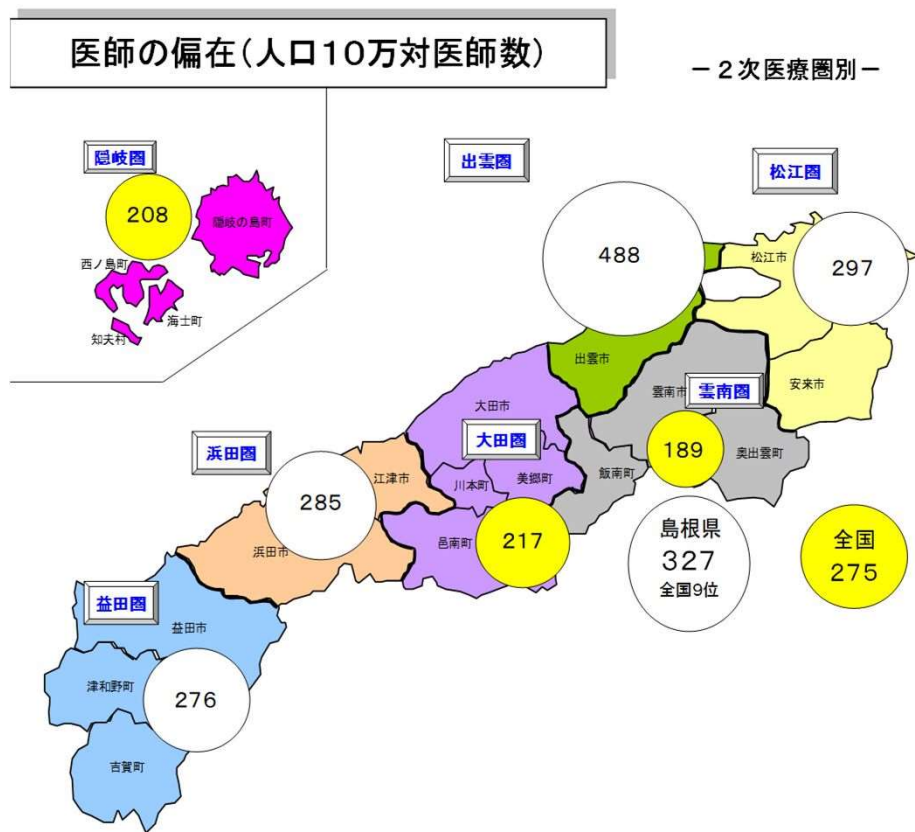 医師の偏在(人口10万対医師数)
－2次医療圏別－
隠岐圏
208
隠岐の島町
西ノ島町
海士町
知夫村
出雲圏
488
出雲市
松江圏
松江市
297
安来市
雲南圏
雲南市
189
奥出雲町
飯南町
大田圏
大田市
川本町
美郷町
邑南町
217
浜田圏
江津市
285
浜田市
益田圏
益田市
津和野町
276
吉賀町
島根県
327
全国9位
全国
275